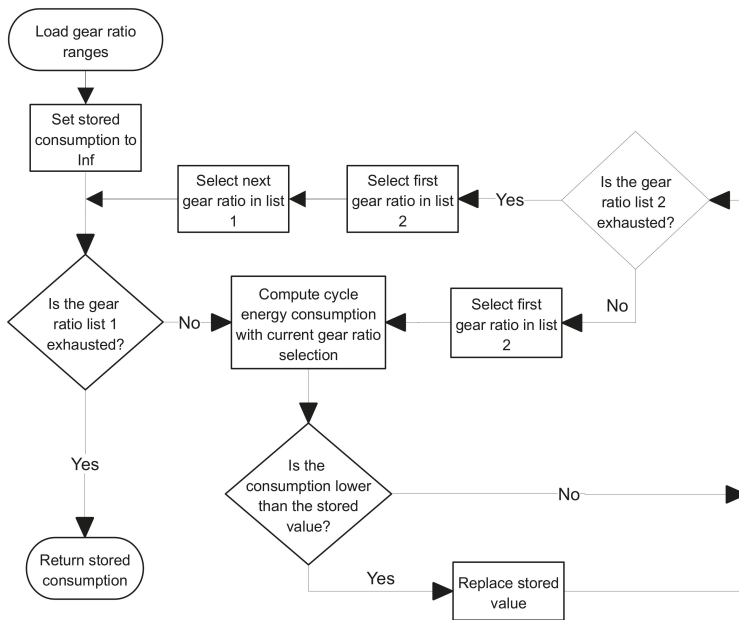 Load gear ratio
ranges
Set stored
consumption to
Inf
Select next
gear ratio in list
1
Select first
gear ratio in list
2
Yes
Is the gear
ratio list 2
exhausted?
No
Is the gear
ratio list 1
exhausted?
No
Compute cycle
energy consumption
with current gear ratio
selection
Select first
gear ratio in list
2
Yes
Is the
consumption lower
than the stored
value?
No
Return stored
consumption
Yes
Replace stored
value